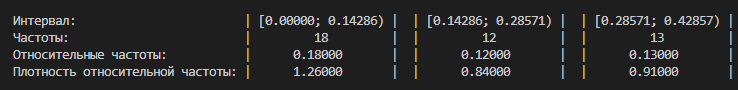 Интервал: | [0.00000; 0.14286) | | [0.14286; 0.28571) | | [0.28571; 0.42857) |
Частоты: | 18 | | 12 | | 13 |
Относительные частоты: | 0.18000 | | 0.12000 | | 0.13000 |
Плотность относительной частоты: | 1.26000 | | 0.84000 | | 0.91000 |